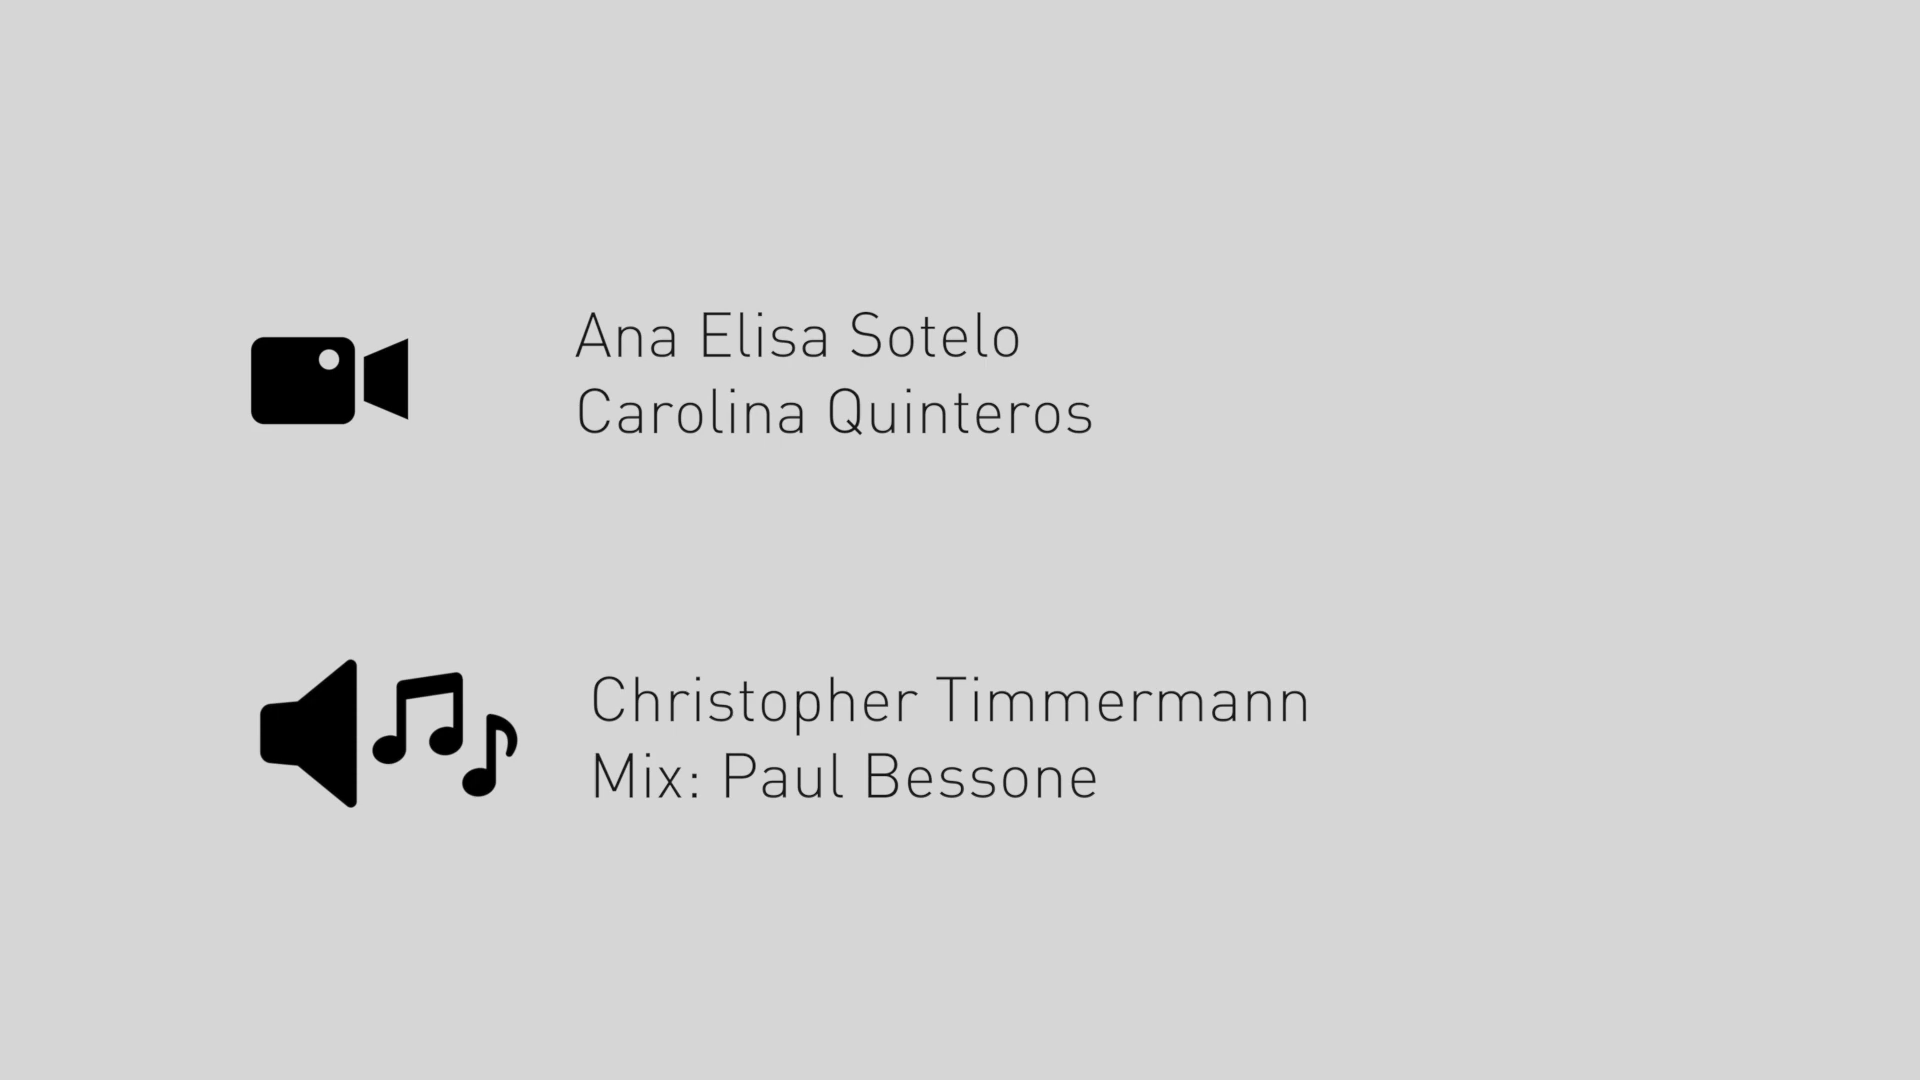 Ana Elisa Sotelo
Carolina Quinteros
Christopher Timmermann
Mix: Paul Bessone